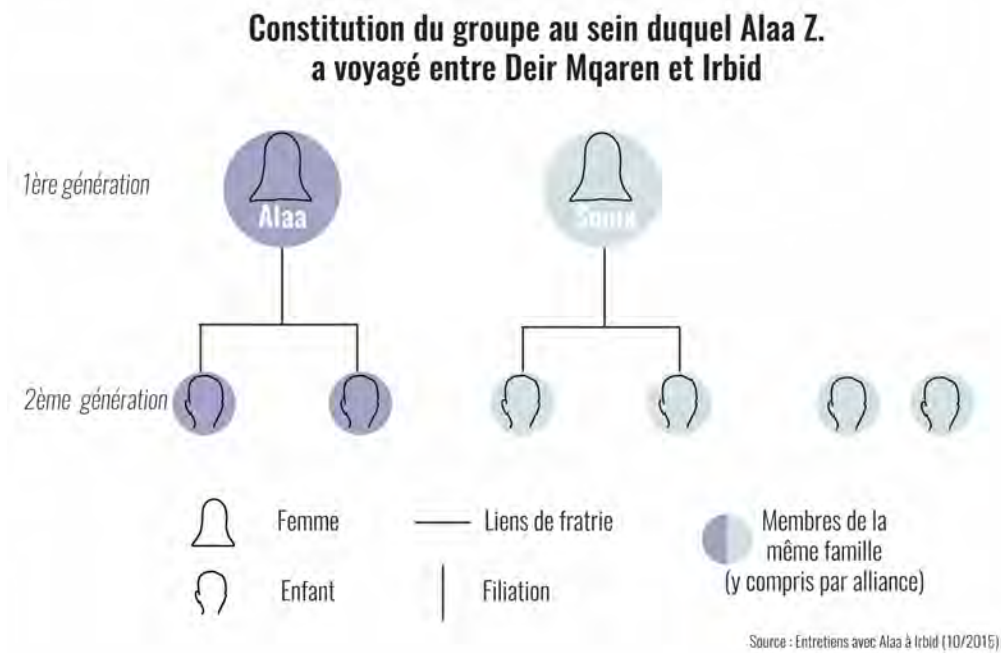 Constitution du groupe au sein duquel Alaa Z.
a voyagé entre Deir Mqaren et Irbid
1ère génération
Alaa
2ème génération
Femme
Liens de fratrie
Membres de la
même famille
(y compris par alliance)
Enfant
Filiation
Source : Entretiens avec Alaa à Irbid (10/2015)